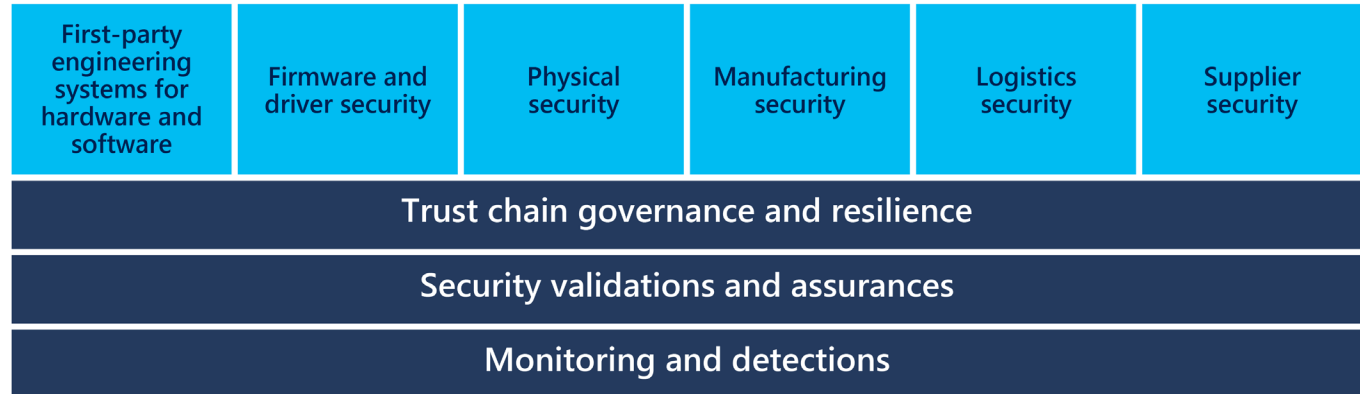 First-party
engineering
systems for
hardware and
software
Firmware and
driver security
Physical
security
Manufacturing
security
Logistics
security
Supplier
security
Trust chain governance and resilience
Security validations and assurances
Monitoring and detections